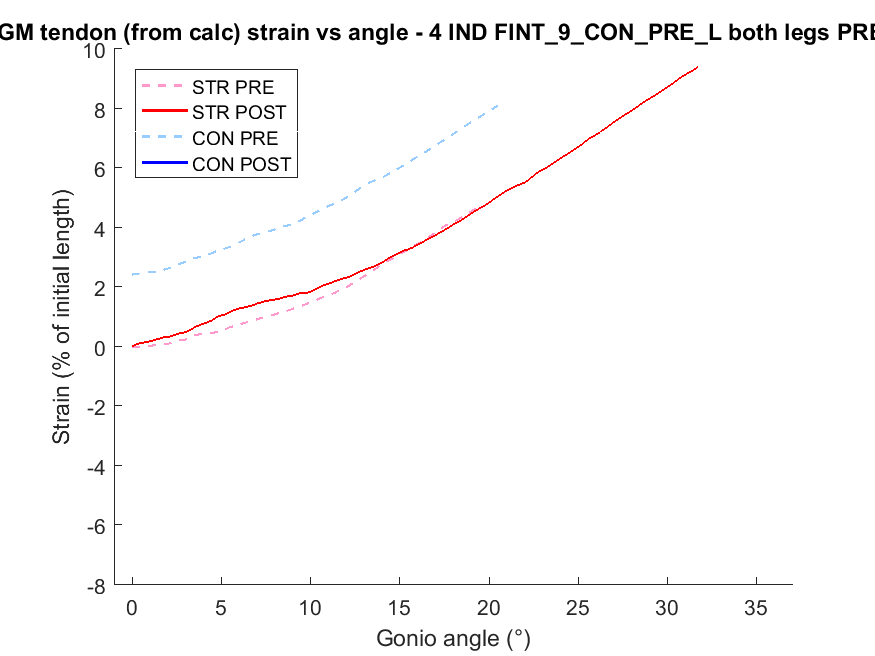 GM tendon (from calc) strain vs angle - 4 IND FINT_9_CON_PRE_L both legs PRE
10
8
6
4
2
0
-2
-4
-6
-8
Strain (% of initial length)
STR PRE
STR POST
CON PRE
CON POST
0 5 10 15 20 25 30 35
Gonio angle (°)